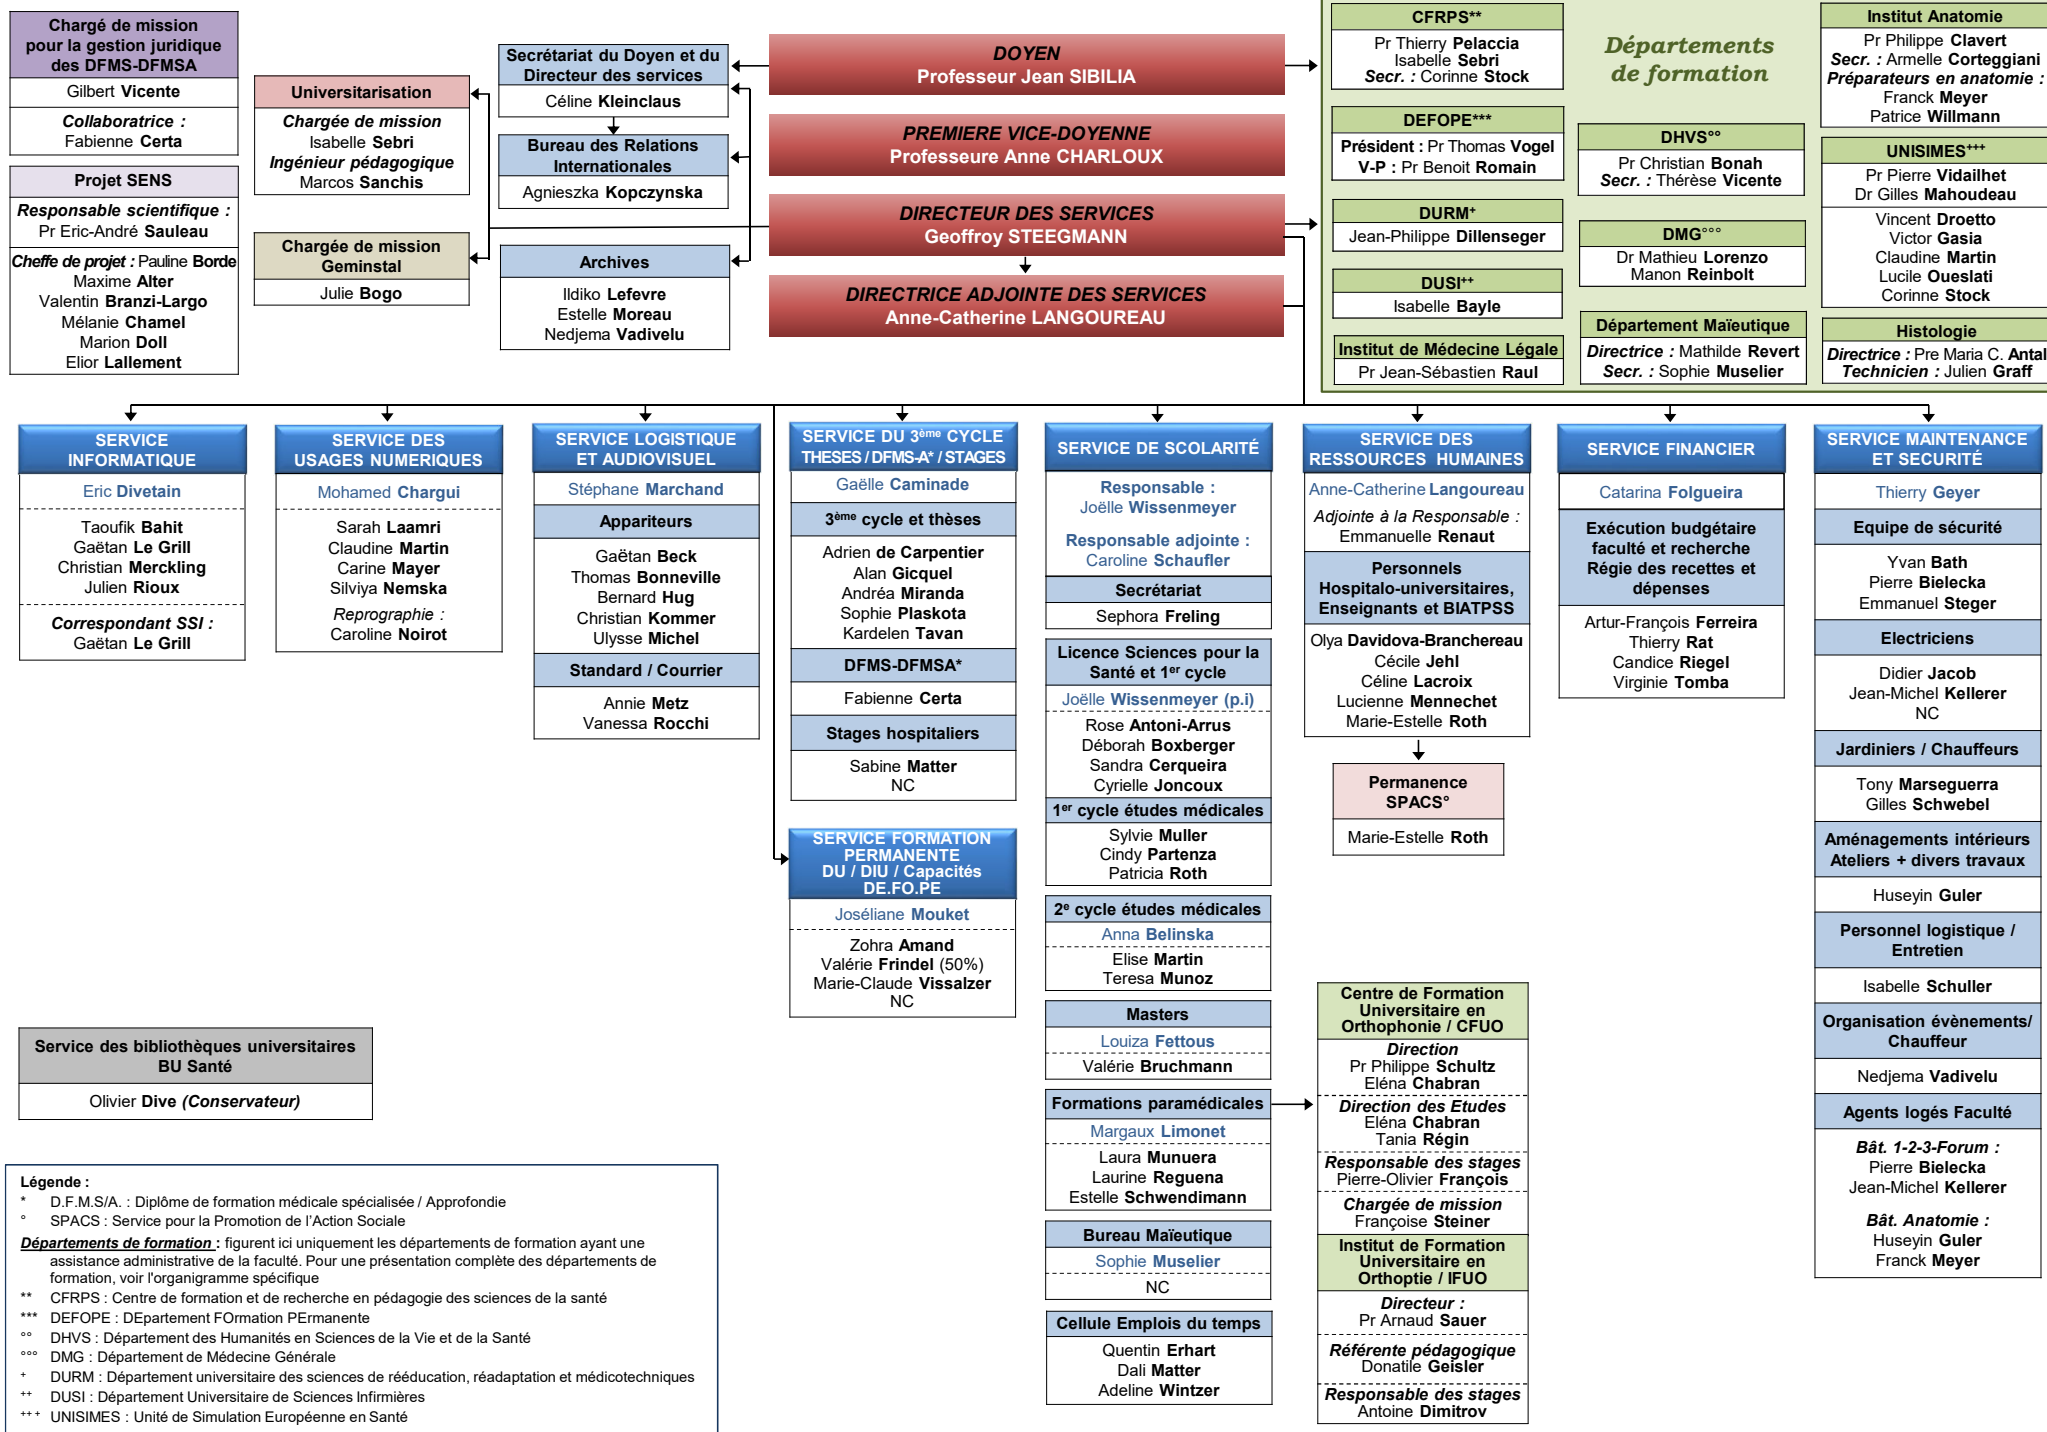 Chargé de mission
pour la gestion juridique
des DFMS-DFMSA
Gilbert Vicente
Collaboratrice :
Fabienne Certa
Projet SENS
Responsable scientifique :
Pr Eric-André Sauleau
Cheffe de projet : Pauline Borde
Maxime Alter
Valentin Branzi-Largo
Mélanie Chamel
Marion Doll
Elior Lallement
Universitarisation
Chargée de mission
Isabelle Sebri
Ingénieur pédagogique
Marcos Sanchis
Chargée de mission
Geminstal
Julie Bogo
Secrétariat du Doyen et du
Directeur des services
Céline Kleinclaus
Bureau des Relations
Internationales
Agnieszka Kopczynska
Archives
Ildiko Lefevre
Estelle Moreau
Nedjema Vadivelu
DOYEN
Professeur Jean SIBILIA
PREMIERE VICE-DOYENNE
Professeure Anne CHARLOUX
DIRECTEUR DES SERVICES
Geoffroy STEEGMANN
DIRECTRICE ADJOINTE DES SERVICES
Anne-Catherine LANGOUREAU
Départements
de formation
CFRPS**
Pr Thierry Pelaccia
Isabelle Sebri
Secr. : Corinne Stock
DEFOPE***
Président : Pr Thomas Vogel
V-P : Pr Benoit Romain
DURM+
Jean-Philippe Dillenseger
DUSI++
Isabelle Bayle
Institut de Médecine Légale
Pr Jean-Sébastien Raul
DHVS°°
Pr Christian Bonah
Secr. : Thérèse Vicente
DMG°°°
Dr Mathieu Lorenzo
Manon Reinbolt
Département Maïeutique
Directrice : Mathilde Revert
Secr. : Sophie Muselier
Institut Anatomie
Pr Philippe Clavert
Secr. : Armelle Corteggiani
Préparateurs en anatomie :
Franck Meyer
Patrice Willmann
UNISIMES+++
Pr Pierre Vidailhet
Dr Gilles Mahoudeau
Vincent Droetto
Victor Gasia
Claudine Martin
Lucile Oueslati
Corinne Stock
Histologie
Directrice : Pre Maria C. Antal
Technicien : Julien Graff
SERVICE
INFORMATIQUE
Eric Divetain
Taoufik Bahit
Gaëtan Le Grill
Christian Merckling
Julien Rioux
Correspondant SSI :
Gaëtan Le Grill
SERVICE DES
USAGES NUMERIQUES
Mohamed Chargui
Sarah Laamri
Claudine Martin
Carine Mayer
Silviya Nemska
Reprographie :
Caroline Noirot
SERVICE LOGISTIQUE
ET AUDIOVISUEL
Stéphane Marchand
Appariteurs
Gaëtan Beck
Thomas Bonneville
Bernard Hug
Christian Kommer
Ulysse Michel
Standard / Courrier
Annie Metz
Vanessa Rocchi
SERVICE DU 3ème CYCLE
THESES / DFMS-A* / STAGES
Gaëlle Caminade
3ème cycle et thèses
Adrien de Carpentier
Alan Gicquel
Andréa Miranda
Sophie Plaskota
Kardelen Tavan
DFMS-DFMSA*
Fabienne Certa
Stages hospitaliers
Sabine Matter
NC
SERVICE FORMATION
PERMANENTE
DU / DIU / Capacités
DE.FO.PE
Joséliane Mouket
Zohra Amand
Valérie Frindel (50%)
Marie-Claude Vissalzer
NC
SERVICE DE SCOLARITÉ
Responsable :
Joëlle Wissenmeyer
Responsable adjointe :
Caroline Schaufler
Secrétariat
Sephora Freling
Licence Sciences pour la
Santé et 1er cycle
Joëlle Wissenmeyer (p.i)
Rose Antoni-Arrus
Déborah Boxberger
Sandra Cerqueira
Cyrielle Joncoux
1er cycle études médicales
Sylvie Muller
Cindy Partenza
Patricia Roth
2e cycle études médicales
Anna Belinska
Elise Martin
Teresa Munoz
Masters
Louiza Fettous
Valérie Bruchmann
Formations paramédicales
Margaux Limonet
Laura Munuera
Laurine Reguena
Estelle Schwendimann
Bureau Maïeutique
Sophie Muselier
NC
Cellule Emplois du temps
Quentin Erhart
Dali Matter
Adeline Wintzer
SERVICE DES
RESSOURCES HUMAINES
Anne-Catherine Langoureau
Adjointe à la Responsable :
Emmanuelle Renaut
Personnels
Hospitalo-universitaires,
Enseignants et BIATPSS
Olya Davidova-Branchereau
Cécile Jehl
Céline Lacroix
Lucienne Mennechet
Marie-Estelle Roth
Permanence
SPACS°
Marie-Estelle Roth
Centre de Formation
Universitaire en
Orthophonie / CFUO
Direction
Pr Philippe Schultz
Eléna Chabran
Direction des Etudes
Eléna Chabran
Tania Régin
Responsable des stages
Pierre-Olivier François
Chargée de mission
Françoise Steiner
Institut de Formation
Universitaire en
Orthoptie / IFUO
Directeur :
Pr Arnaud Sauer
Référente pédagogique
Donatile Geisler
Responsable des stages
Antoine Dimitrov
SERVICE FINANCIER
Catarina Folgueira
Exécution budgétaire
faculté et recherche
Régie des recettes et
dépenses
Artur-François Ferreira
Thierry Rat
Candice Riegel
Virginie Tomba
SERVICE MAINTENANCE
ET SECURITÉ
Thierry Geyer
Equipe de sécurité
Yvan Bath
Pierre Bielecka
Emmanuel Steger
Electriciens
Didier Jacob
Jean-Michel Kellerer
NC
Jardiniers / Chauffeurs
Tony Marseguerra
Gilles Schwebel
Aménagements intérieurs
Ateliers + divers travaux
Huseyin Guler
Personnel logistique /
Entretien
Isabelle Schuller
Organisation évènements/
Chauffeur
Nedjema Vadivelu
Agents logés Faculté
Bât. 1-2-3-Forum :
Pierre Bielecka
Jean-Michel Kellerer
Bât. Anatomie :
Huseyin Guler
Franck Meyer
Service des bibliothèques universitaires
BU Santé
Olivier Dive (Conservateur)
Légende :
* D.F.M.S/A. : Diplôme de formation médicale spécialisée / Approfondie
° SPACS : Service pour la Promotion de l'Action Sociale
Départements de formation : figurent ici uniquement les départements de formation ayant une
assistance administrative de la faculté. Pour une présentation complète des départements de
formation, voir l'organigramme spécifique
** CFRPS : Centre de formation et de recherche en pédagogie des sciences de la santé
*** DEFOPE : DEpartement FOrmation PErmanente
°° DHVS : Département des Humanités en Sciences de la Vie et de la Santé
°°° DMG : Département de Médecine Générale
+ DURM : Département universitaire des sciences de rééducation, réadaptation et médicotechniques
++ DUSI : Département Universitaire de Sciences Infirmières
+++ UNISIMES : Unité de Simulation Européenne en Santé